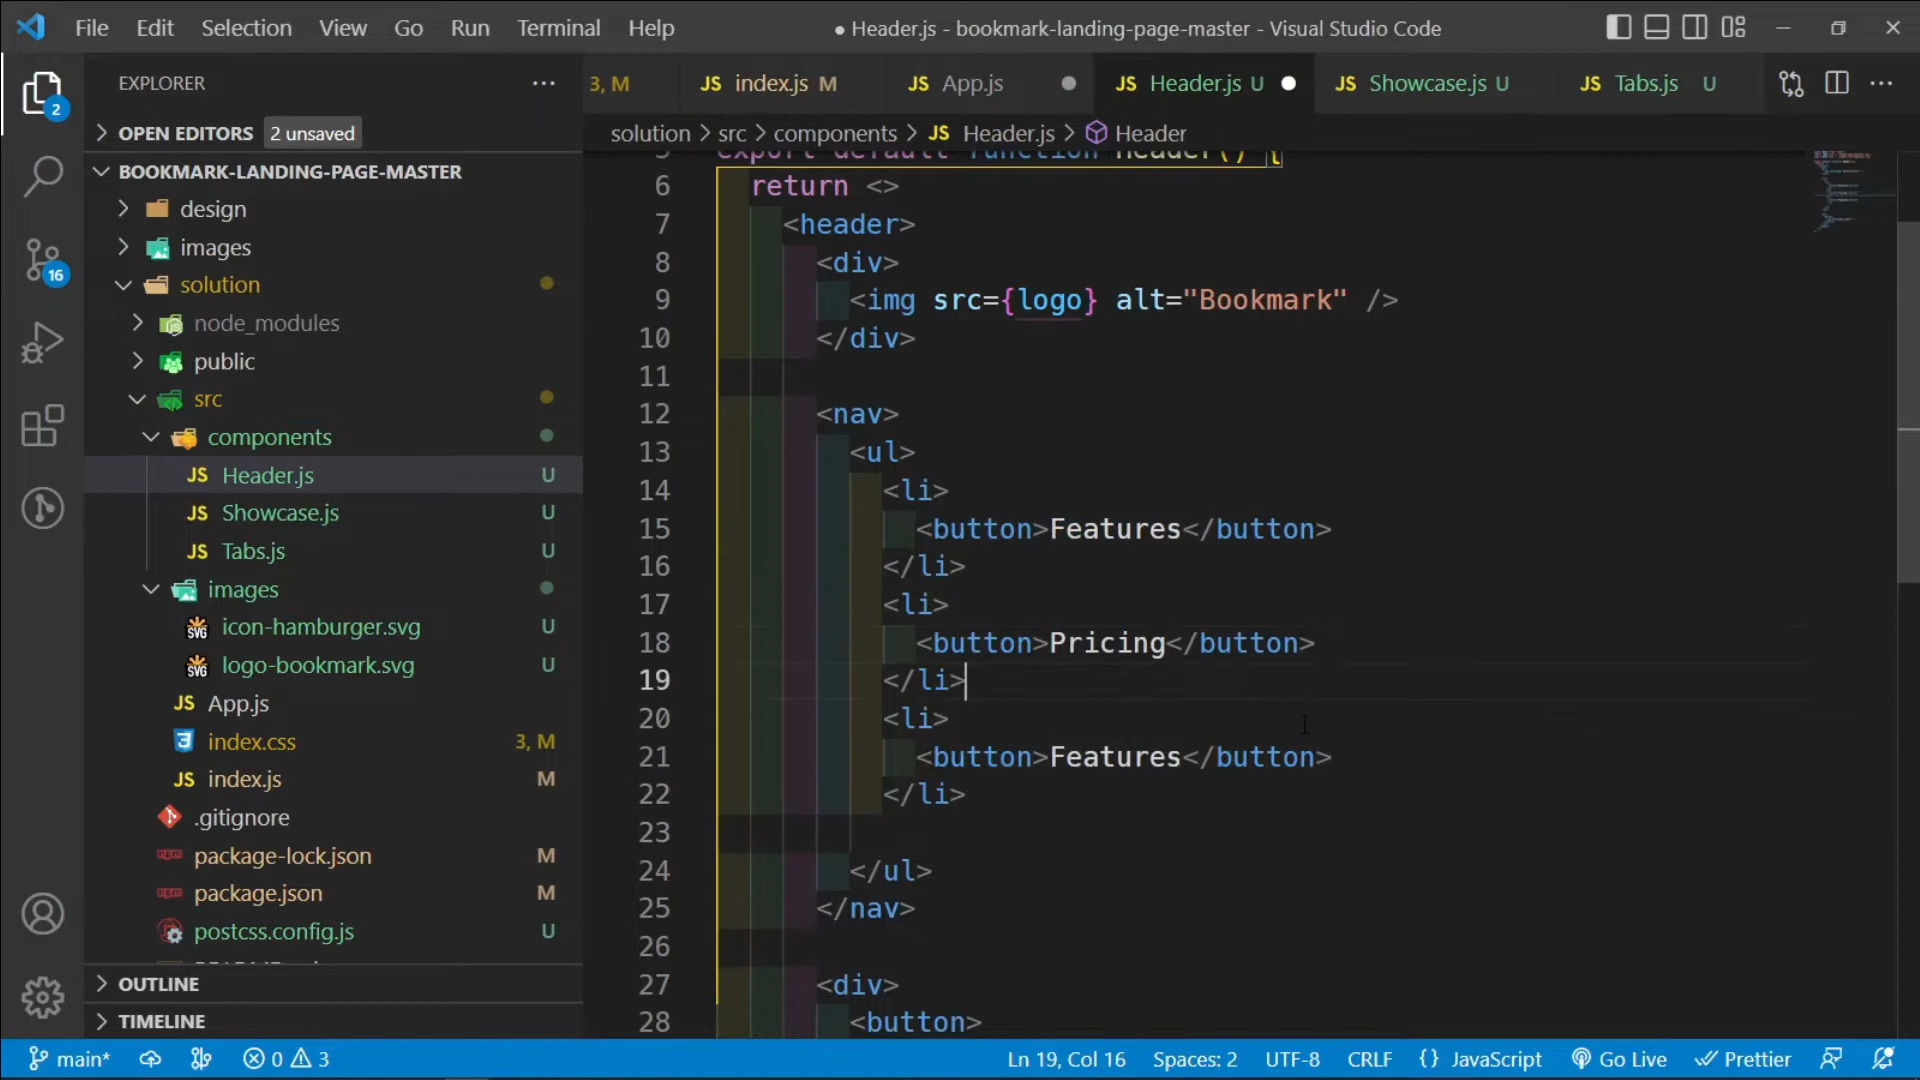 File Edit Selection View Go Run Terminal Help
● Header.js - bookmark-landing-page-master - Visual Studio Code
EXPLORER
3, M
JS index.js M
JS App.js
JS Header.js U
JS Showcase.js U
JS Tabs.js U
OPEN EDITORS 2 unsaved
solution > src > components > JS Header.js > Header
BOOKMARK-LANDING-PAGE-MASTER
design
images
solution
node_modules
public
src
components
JS Header.js U
JS Showcase.js U
JS Tabs.js U
images
icon-hamburger.svg U
logo-bookmark.svg U
JS App.js
index.css 3, M
JS index.js M
.gitignore
package-lock.json M
package.json M
postcss.config.js U
OUTLINE
TIMELINE
2
16
export default function Header() {
6 return <>
7 <header>
8 <div>
9 <img src={logo} alt="Bookmark" />
10 </div>
11
12 <nav>
13 <ul>
14 <li>
15 <button>Features</button>
16 </li>
17 <li>
18 <button>Pricing</button>
19 </li>
20 <li>
21 <button>Features</button>
22 </li>
23
24 </ul>
25 </nav>
26
27 <div>
28 <button>
main* 0 3
Ln 19, Col 16 Spaces: 2 UTF-8 CRLF {} JavaScript Go Live Prettier